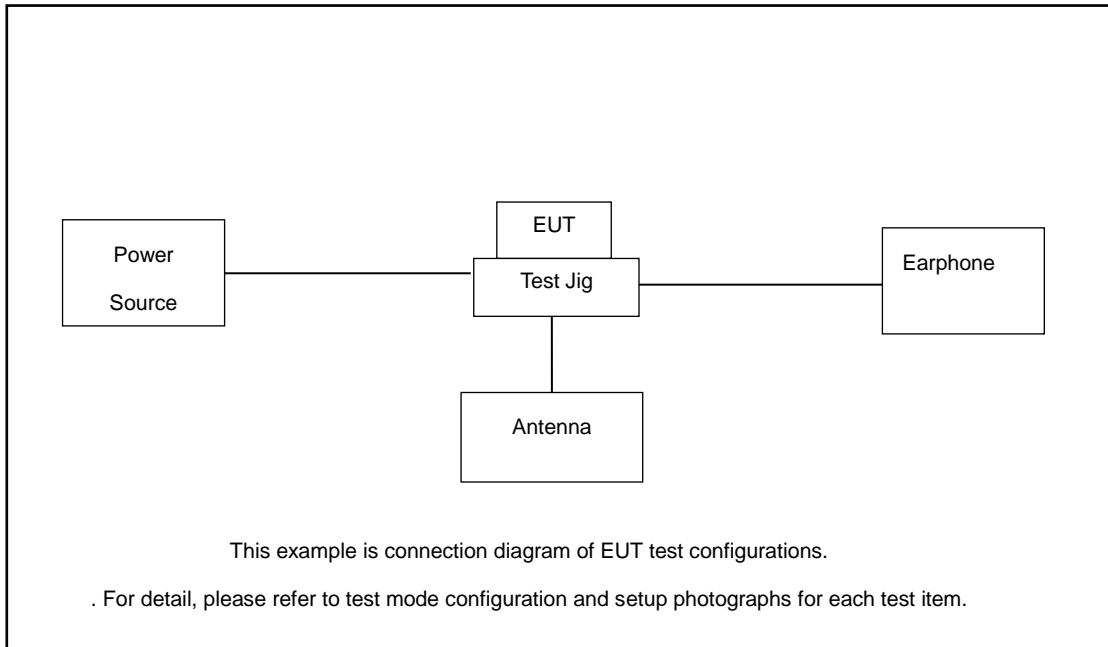 EUT
Power
Source
Test Jig
Earphone
Antenna
This example is connection diagram of EUT test configurations.
. For detail, please refer to test mode configuration and setup photographs for each test item.